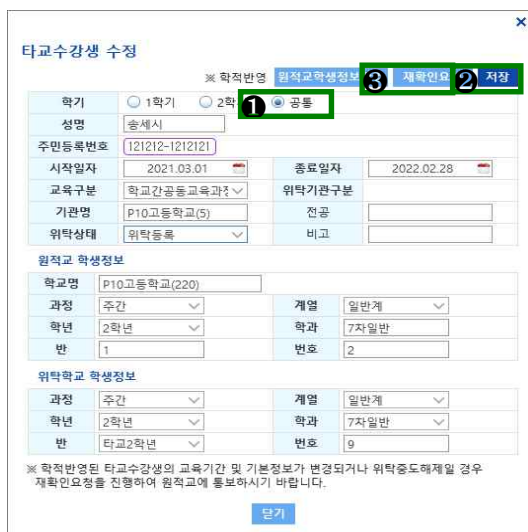 ×
타교수강생 수정
※ 학적반영 원적교학생정보 ❸ 재확인요 ❷ 저장
학기 1학기 2학 ❶ 공통
성명 송세시
주민등록번호 121212-1212121
시작일자 2021.03.01 종료일자 2022.02.28
교육구분 학교간공동교육과정 위탁기관구분
기관명 P10고등학교(5) 전공
위탁상태 위탁등록 비고
원적교 학생정보
학교명 P10고등학교(220)
과정 주간 계열 일반계
학년 2학년 학과 7차일반
반 1 번호 2
위탁학교 학생정보
과정 주간 계열 일반계
학년 2학년 학과 7차일반
반 타교2학년 번호 9
※ 학적반영된 타교수강생의 교육기간 및 기본정보가 변경되거나 위탁중도해제일 경우
재확인요청을 진행하여 원적교에 통보하시기 바랍니다.
닫기